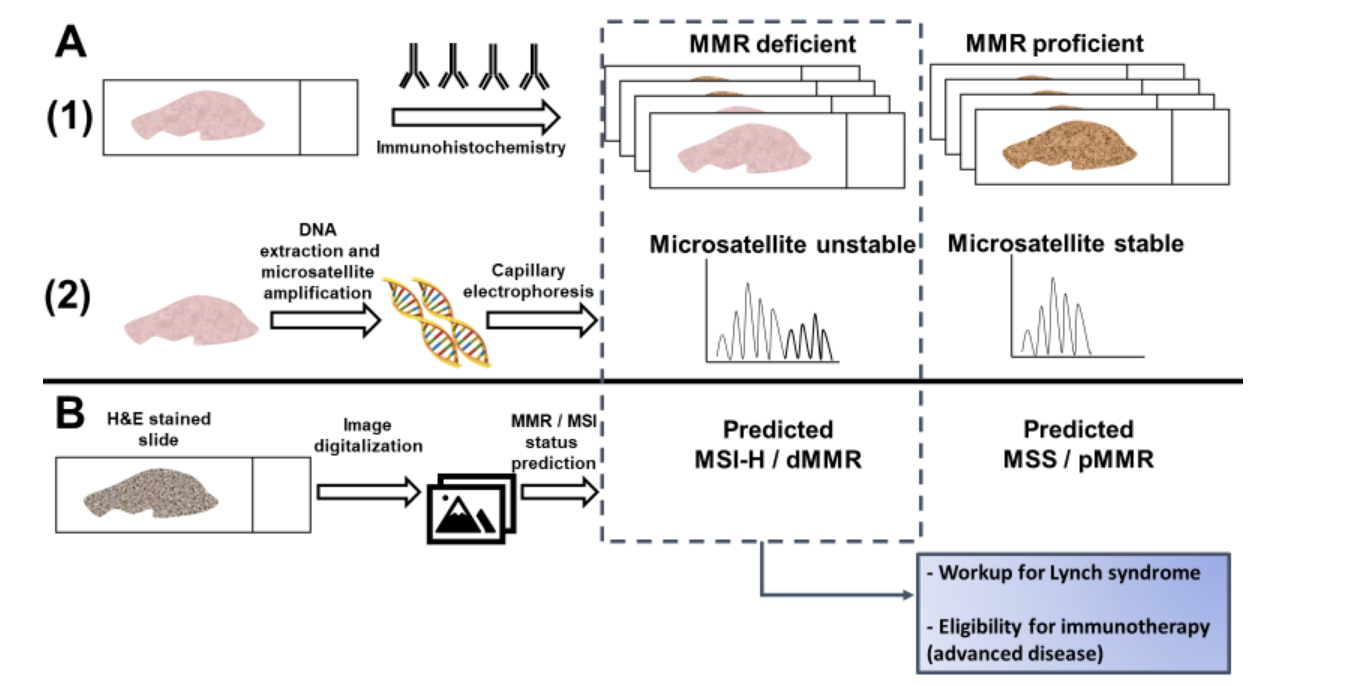 A
(1)
Immunohistochemistry
MMR deficient
MMR proficient
(2)
DNA
extraction and
microsatellite
amplification
Capillary
electrophoresis
Microsatellite unstable
Microsatellite stable
B
H&E stained
slide
Image
digitalization
MMR / MSI
status
prediction
Predicted
MSI-H / dMMR
Predicted
MSS / pMMR
- Workup for Lynch syndrome
- Eligibility for immunotherapy
(advanced disease)